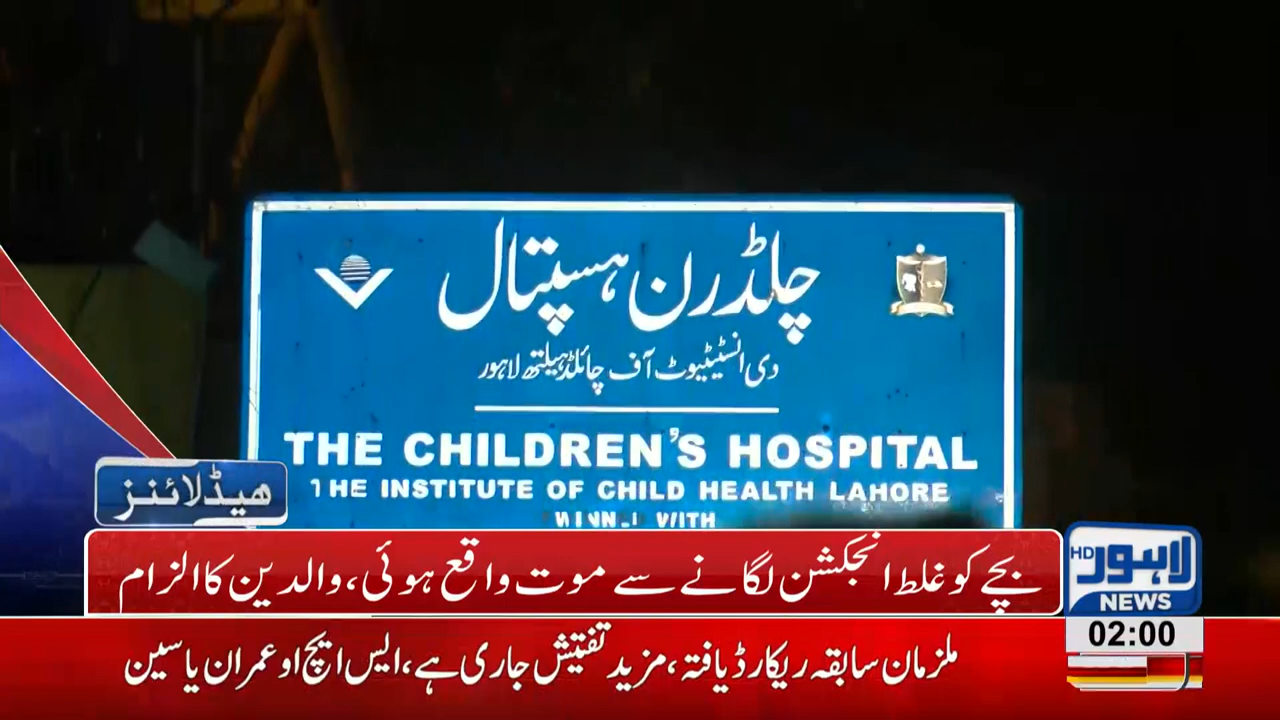 چلڈرن ہسپتال
دی انسٹیٹیوٹ آف چائلڈ ہیلتھ لاہور
THE CHILDREN'S HOSPITAL
THE INSTITUTE OF CHILD HEALTH LAHORE
WITH
ھیڈلائنز
بچے کو غلط انجکشن لگانے سے موت واقع ہوئی، والدین کا الزام
لاہور HD
NEWS
02:00
ملزمان سابقہ ریکارڈ یافتہ، مزید تفتیش جاری ہے، ایس ایچ او عمران یاسین